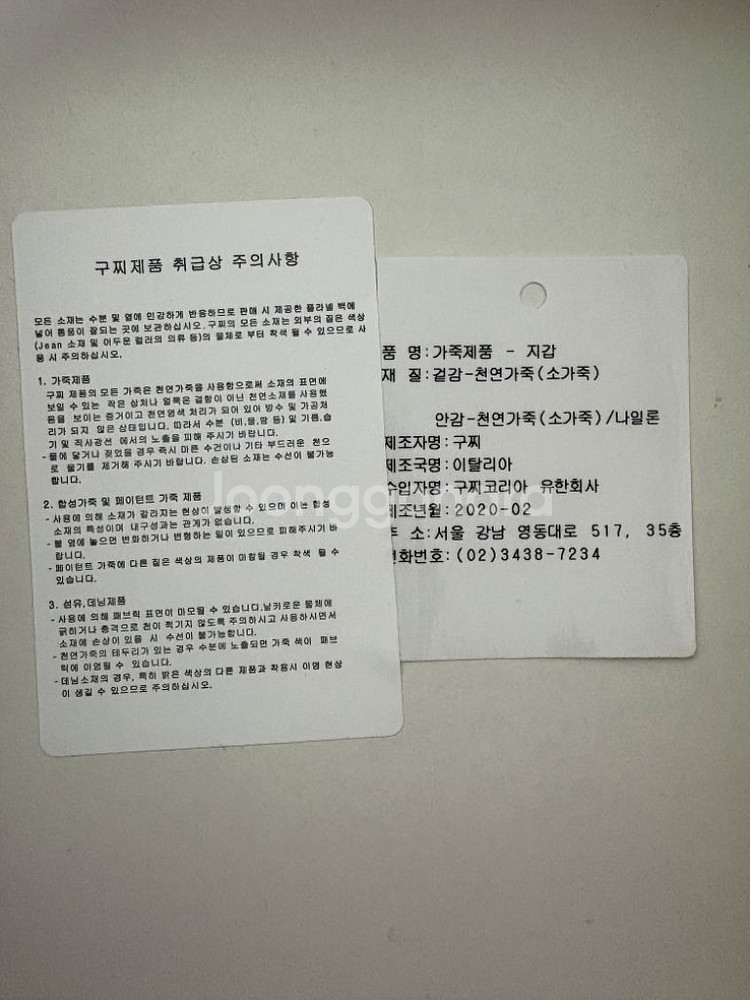 구찌제품 취급상 주의사항
모든 소재는 수분 및 열에 민감하게 반응하므로 판매 시 제공한 플라넬 백에
넣어 통풍이 잘되는 곳에 보관하십시오. 구찌의 모든 소재는 외부의 짙은 색상
(Jean 소재 및 어두운 컬러의 의류 등)의 물체로 부터 착색 될 수 있으므로 사
용 시 주의하십시오.
1. 가죽제품
구찌 제품의 모든 가죽은 천연가죽을 사용함으로써 소재의 표면에
보일 수 있는 작은 상처나 얼룩은 결함이 아닌 천연소재를 사용했
음을 보이는 증거이고 천연염색 처리가 되어 있어 방수 및 가공처
리가 되지 않은 상태입니다. 따라서 수분 (비,물,땀 등) 및 기름,습
기 및 직사광선 에서의 노출을 피해 주시기 바랍니다.
- 물에 닿거나 젖었을 경우 즉시 마른 수건이나 기타 부드러운 천으
로 물기를 제거해 주시기 바랍니다. 손상된 소재는 수선이 불가능
합니다.
2. 합성가죽 및 페이턴트 가죽 제품
- 사용에 의해 소재가 갈라지는 현상이 발생할 수 있으며 이는 합성
소재의 특성이며 내구성과는 관계가 없습니다.
- 불 옆에 놓으면 변화하거나 변형하는 일이 있으므로 피해주시기 바
랍니다.
- 페이턴트 가죽에 다른 짙은 색상의 제품이 마찰될 경우 착색 될 수
있습니다.
3. 섬유,데님제품
- 사용에 의해 패브릭 표면이 마모될 수 있습니다.날카로운 물체에
긁히거나 충격으로 천이 찍기지 않도록 주의하시고 사용하시면서
소재에 손상이 있을 시 수선이 불가능합니다.
- 천연가죽의 테두리가 있는 경우 수분에 노출되면 가죽 색이 패브
릭에 이염될 수 있습니다.
- 데님소재의 경우, 특히 밝은 색상의 다른 제품과 착용시 이염 현상
이 생길 수 있으므로 주의하십시오.
품 명:가죽제품 - 지갑
재 질:겉감-천연가죽(소가죽)
안감-천연가죽(소가죽)/나일론
제조자명:구찌
제조국명:이탈리아
수입자명:구찌코리아 유한회사
제조년월:2020-02
주 소:서울 강남 영동대로 517, 35층
전화번호:(02)3438-7234